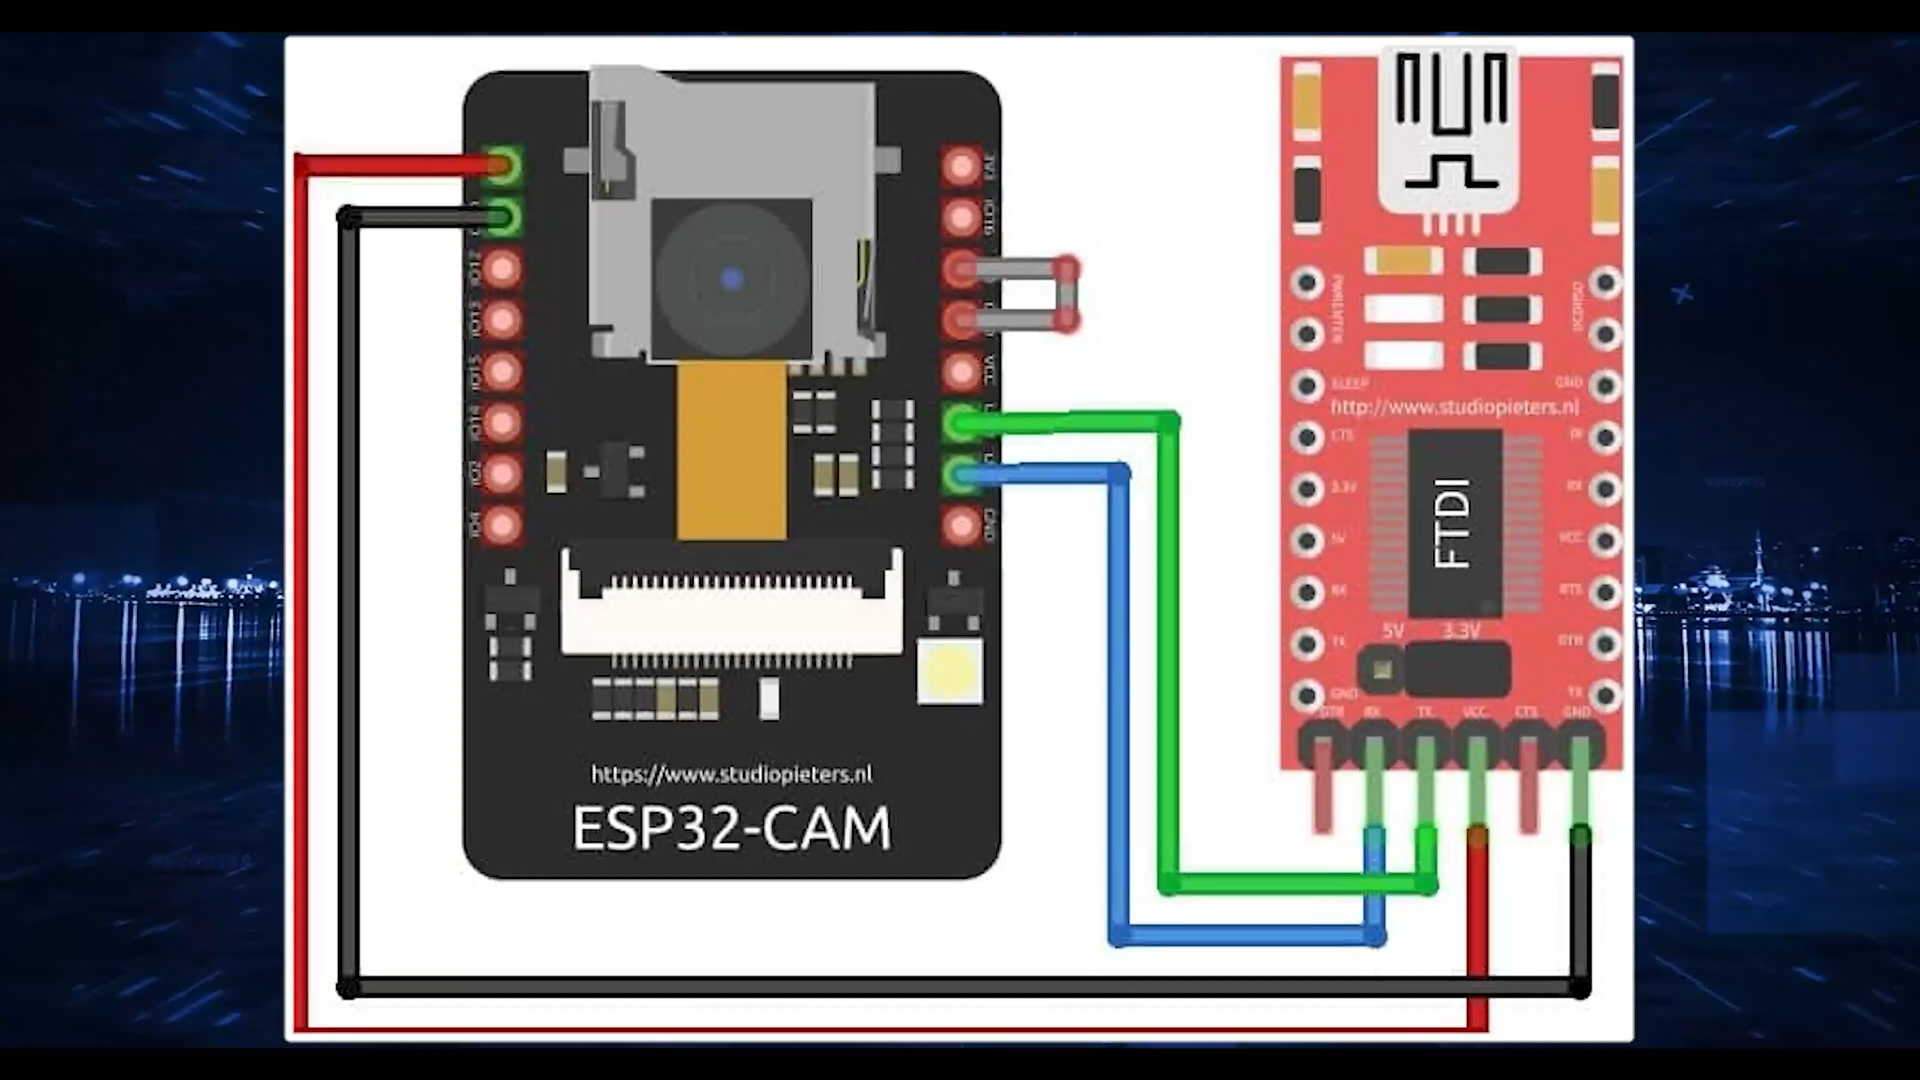 3V3
IO16
IO12
IO13
VCC
IO15
IO14
IO2
IO4
GND
https://www.studiopieters.nl
ESP32-CAM
PWREN
TXLED
SLEEP
GND
http://www.studiopieters.nl
CTS
3.3V
RX
5V
VCC
FTDI
RX
RTS
5V 3.3V
TX
DTR
GND
TX
DTR RX TX VCC CTS GND